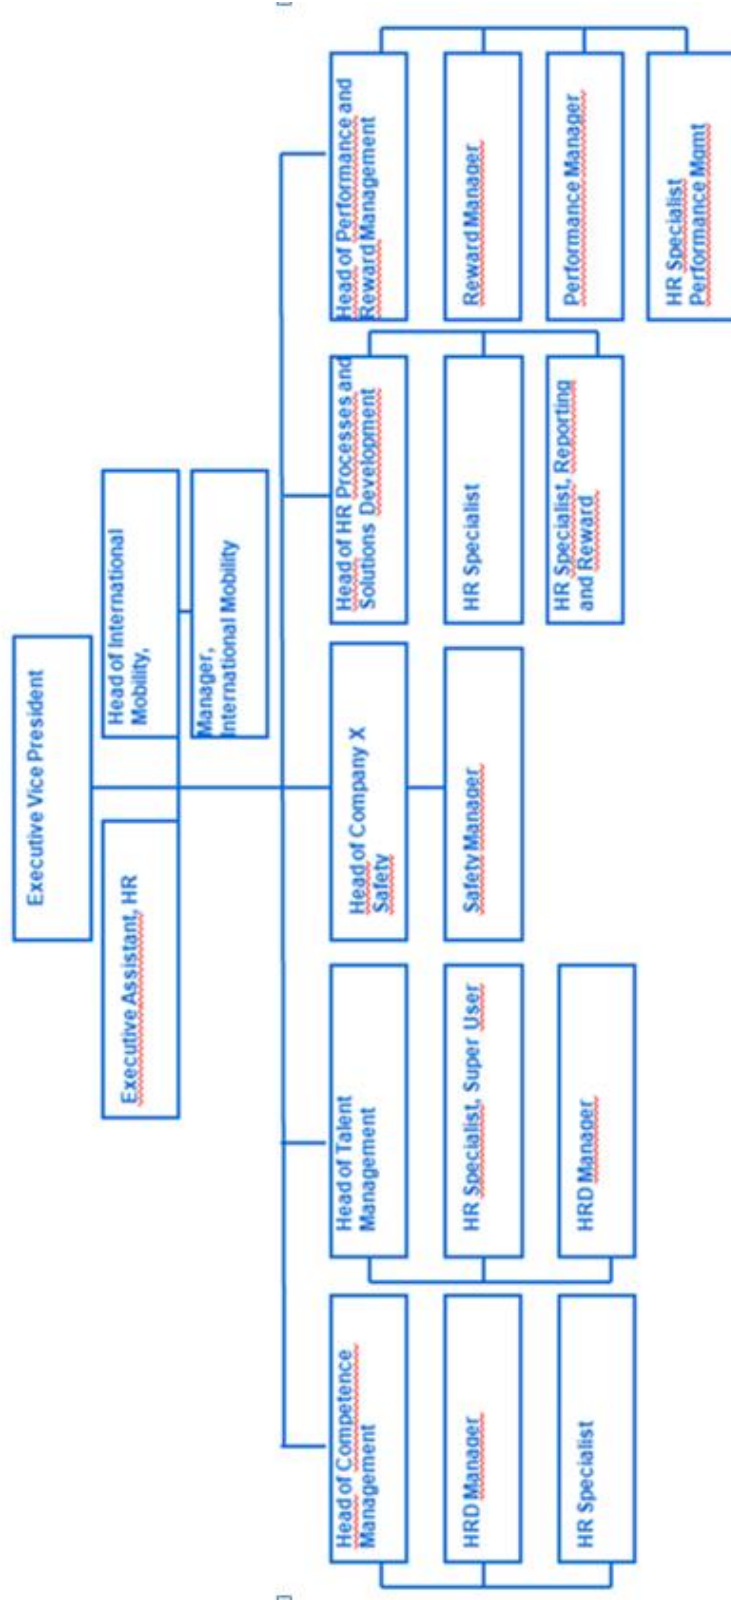 Executive Vice President
Executive Assistant, HR
Head of International
Mobility,
Manager,
International Mobility
Head of Competence
Management
HRD Manager
HR Specialist
Head of Talent
Management
HR Specialist, Super User
HRD Manager
Head of Company X
Safety
Safety Manager
Head of HR Processes and
Solutions Development
HR Specialist
HR Specialist, Reporting
and Reward
Head of Performance and
Reward Management
Reward Manager
Performance Manager
HR Specialist
Performance Mgmt